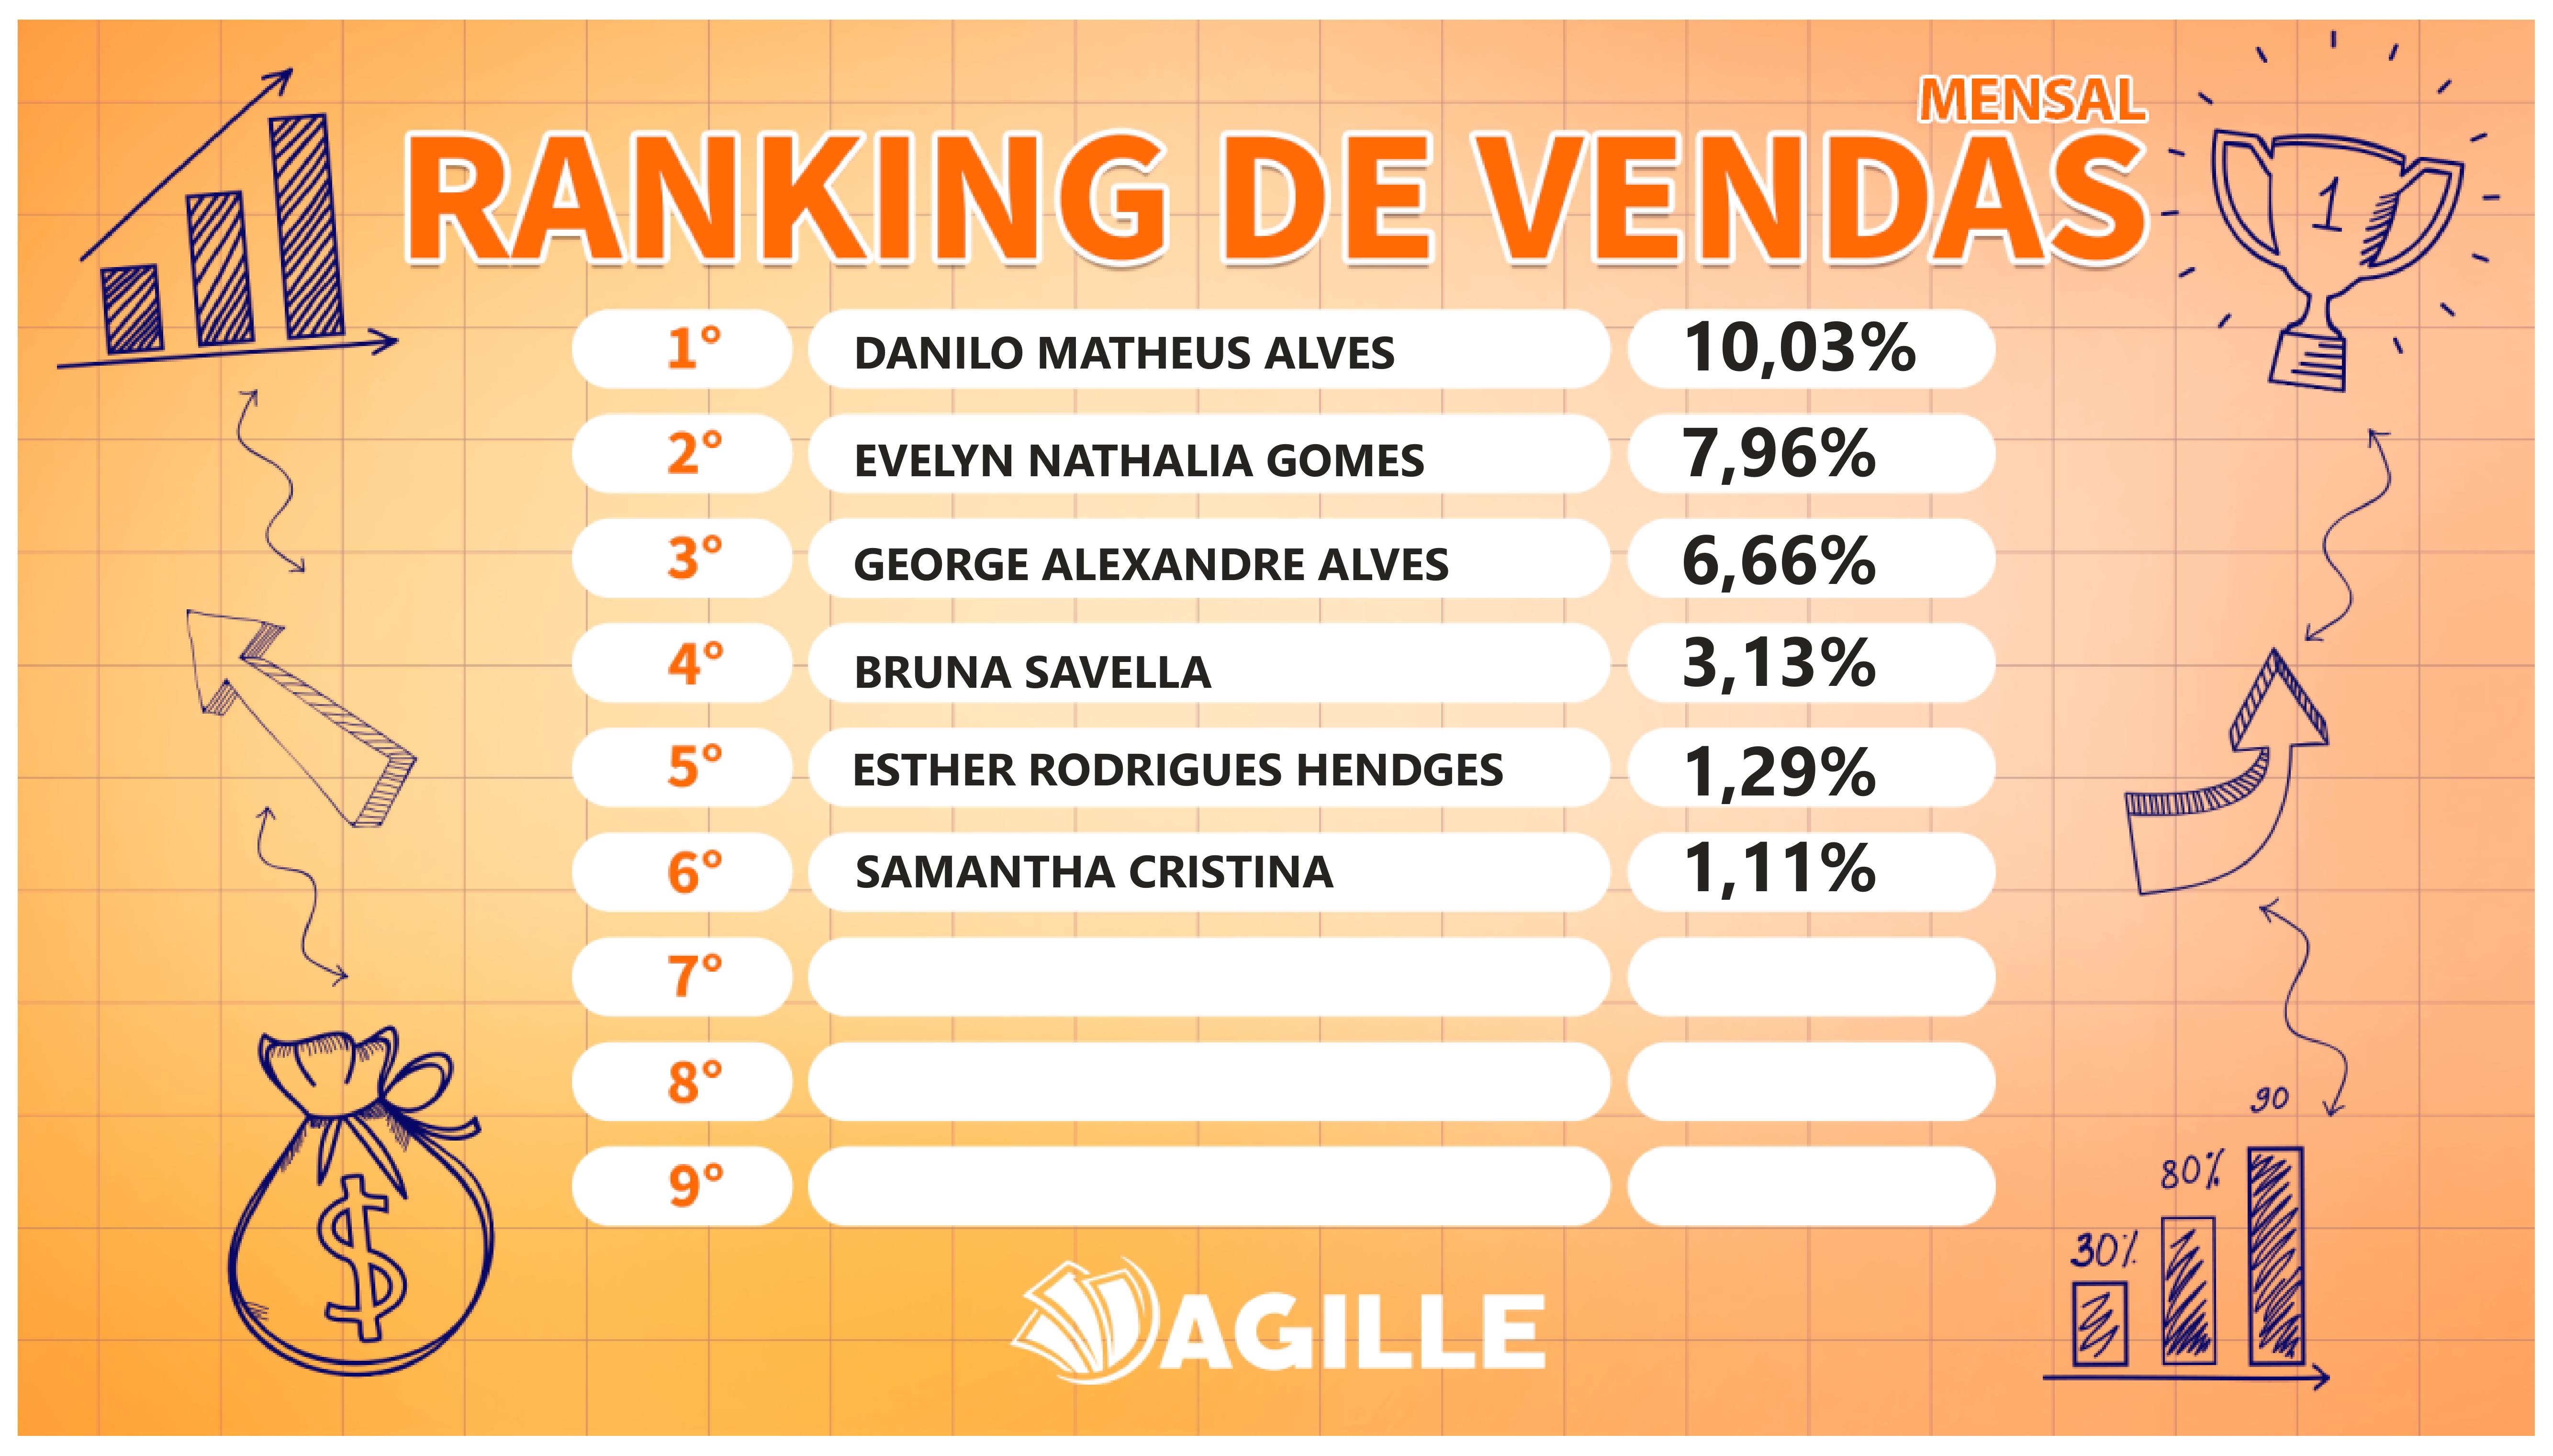 MENSAL
RANKING DE VENDAS
1
1° DANILO MATHEUS ALVES 10,03%
2° EVELYN NATHALIA GOMES 7,96%
3° GEORGE ALEXANDRE ALVES 6,66%
4° BRUNA SAVELLA 3,13%
5° ESTHER RODRIGUES HENDGES 1,29%
6° SAMANTHA CRISTINA 1,11%
7°
8°
9°
$
90
80%
30%
AGILLE